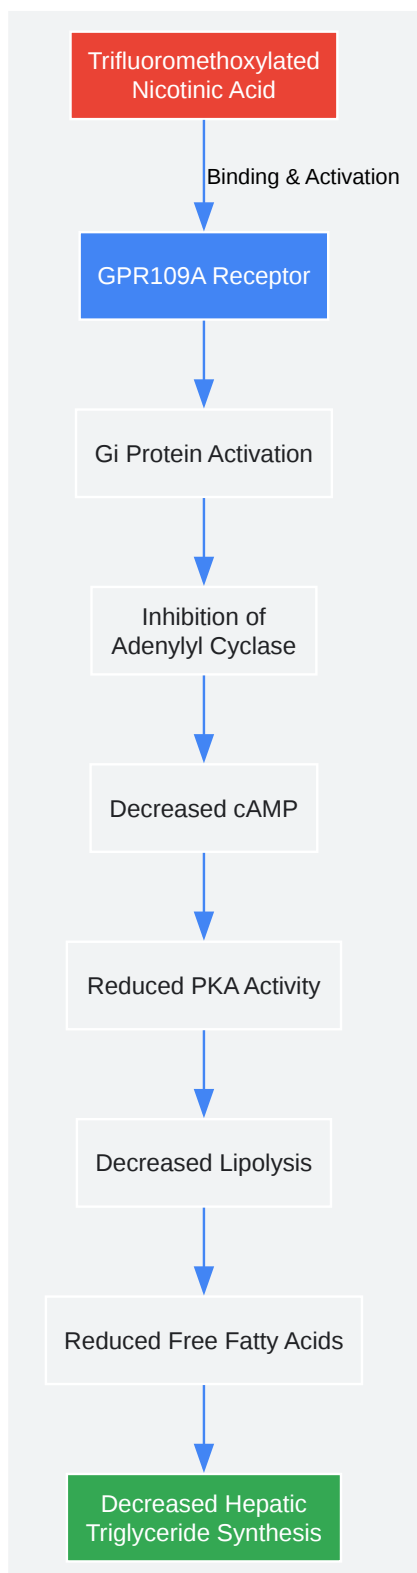 Trifluoromethoxylated
Nicotinic Acid
Binding & Activation
GPR109A Receptor
Gi Protein Activation
Inhibition of
Adenylyl Cyclase
Decreased cAMP
Reduced PKA Activity
Decreased Lipolysis
Reduced Free Fatty Acids
Decreased Hepatic
Triglyceride Synthesis